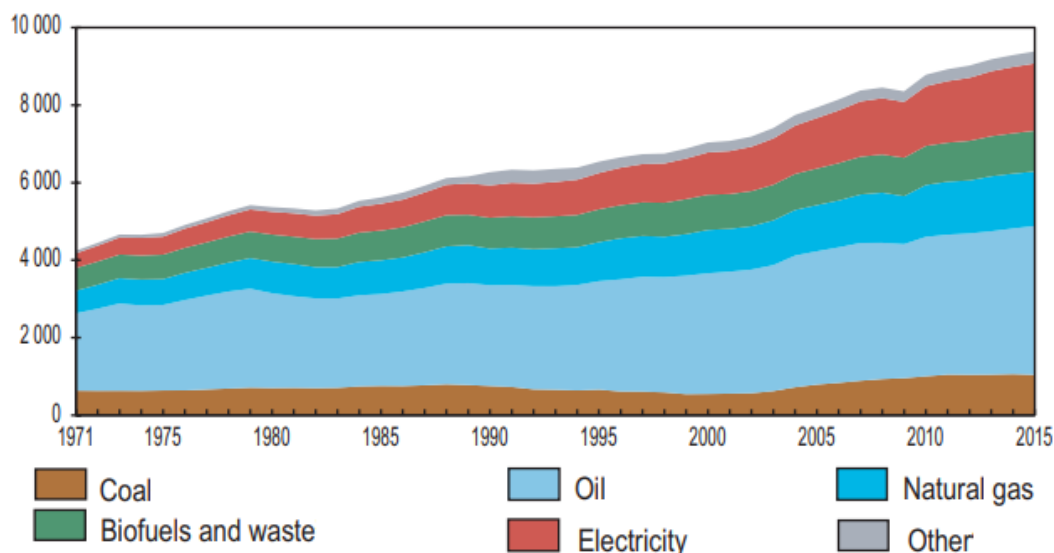 10 000
8 000
6 000
4 000
2 000
0
1971 1975 1980 1985 1990 1995 2000 2005 2010 2015
Coal Oil Natural gas
Biofuels and waste Electricity Other